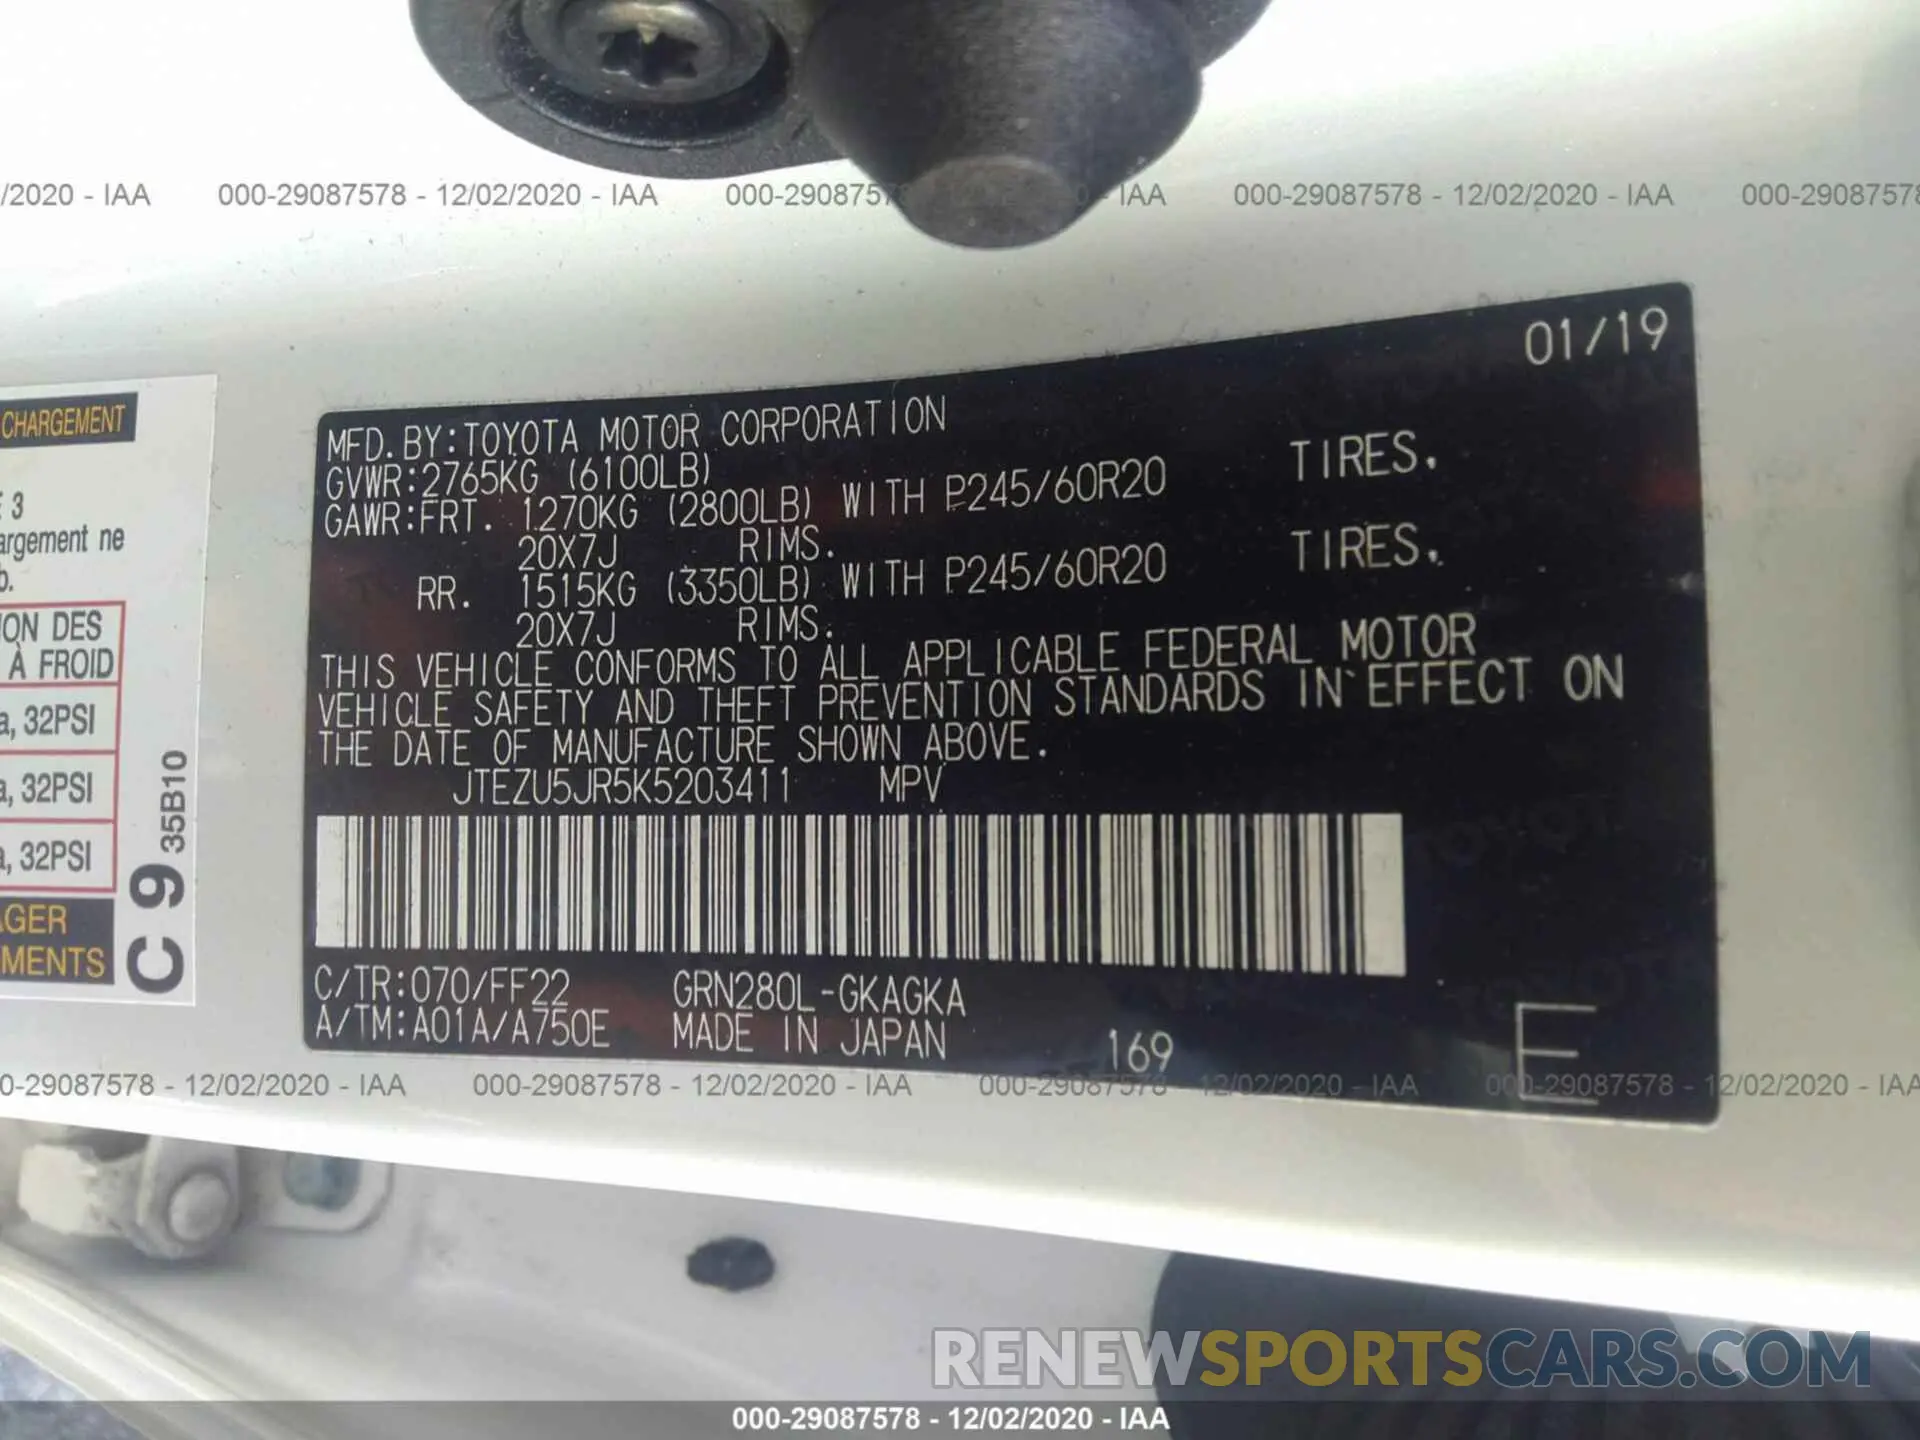 /2020 - IAA 000-29087578 - 12/02/2020 - IAA 000-2908757 IAA 000-29087578 - 12/02/2020 - IAA 000-2908757
01/19
MFD.BY:TOYOTA MOTOR CORPORATION
GVWR:2765KG (6100LB)
GAWR:FRT. 1270KG (2800LB) WITH P245/60R20 TIRES.
20X7J RIMS.
RR. 1515KG (3350LB) WITH P245/60R20 TIRES.
20X7J RIMS.
THIS VEHICLE CONFORMS TO ALL APPLICABLE FEDERAL MOTOR
VEHICLE SAFETY AND THEFT PREVENTION STANDARDS IN EFFECT ON
THE DATE OF MANUFACTURE SHOWN ABOVE.
JTEZU5JR5K5203411 MPV
C/TR:070/FF22 GRN280L-GKAGKA
A/TM:A01A/A750E MADE IN JAPAN 169 E
CHARGEMENT
3
argement ne
b.
ION DES
À FROID
a, 32PSI
a, 32PSI
a, 32PSI
AGER
MENTS
C 9 35B10
0-29087578 - 12/02/2020 - IAA 000-29087578 - 12/02/2020 - IAA 000-29087578 - 12/02/2020 - IAA 000-29087578 - 12/02/2020 - IAA
RENEWSPORTSCARS.COM
000-29087578 - 12/02/2020 - IAA